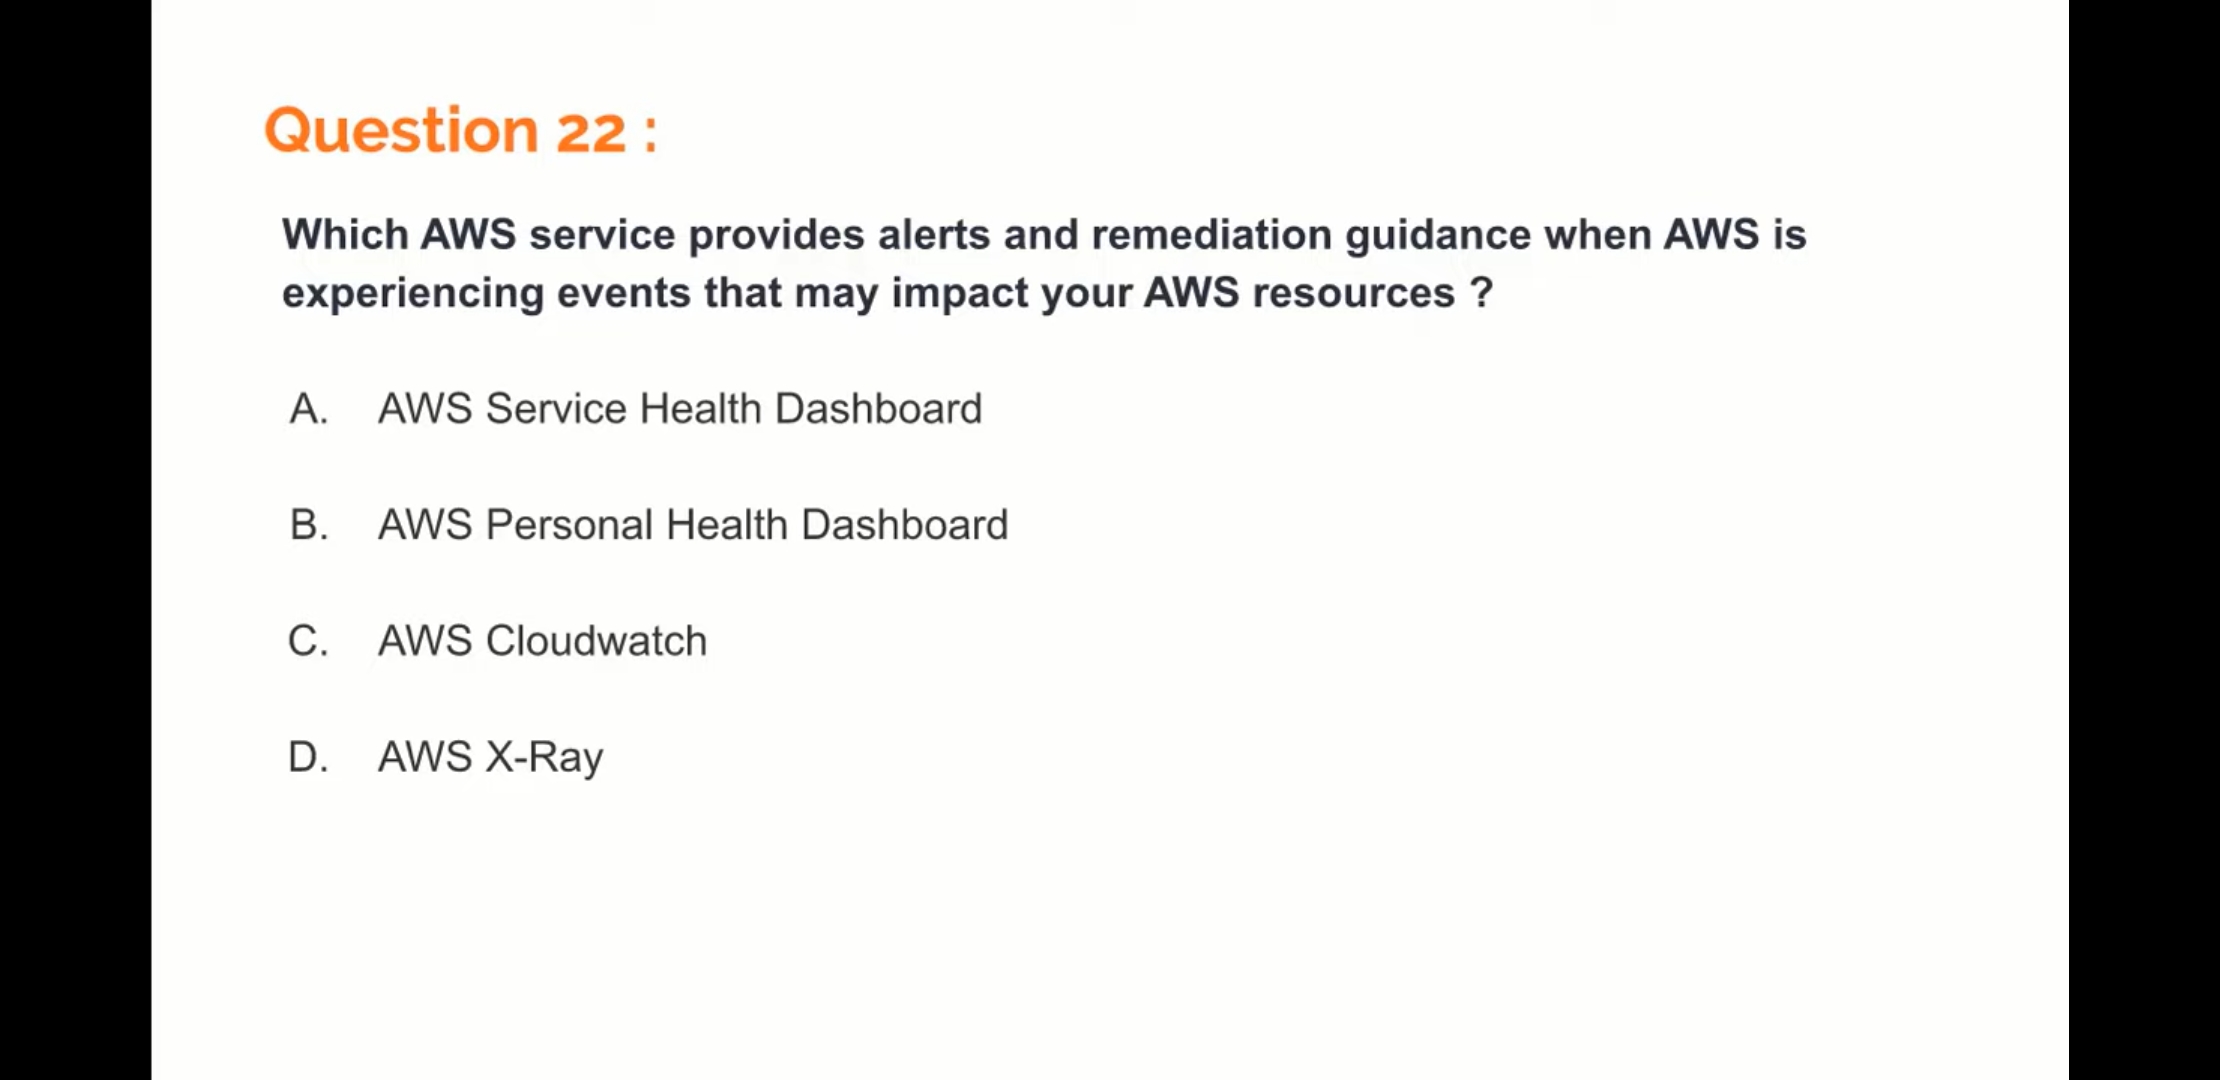 Question 22 :
Which AWS service provides alerts and remediation guidance when AWS is
experiencing events that may impact your AWS resources ?
A. AWS Service Health Dashboard
B. AWS Personal Health Dashboard
C. AWS Cloudwatch
D. AWS X-Ray